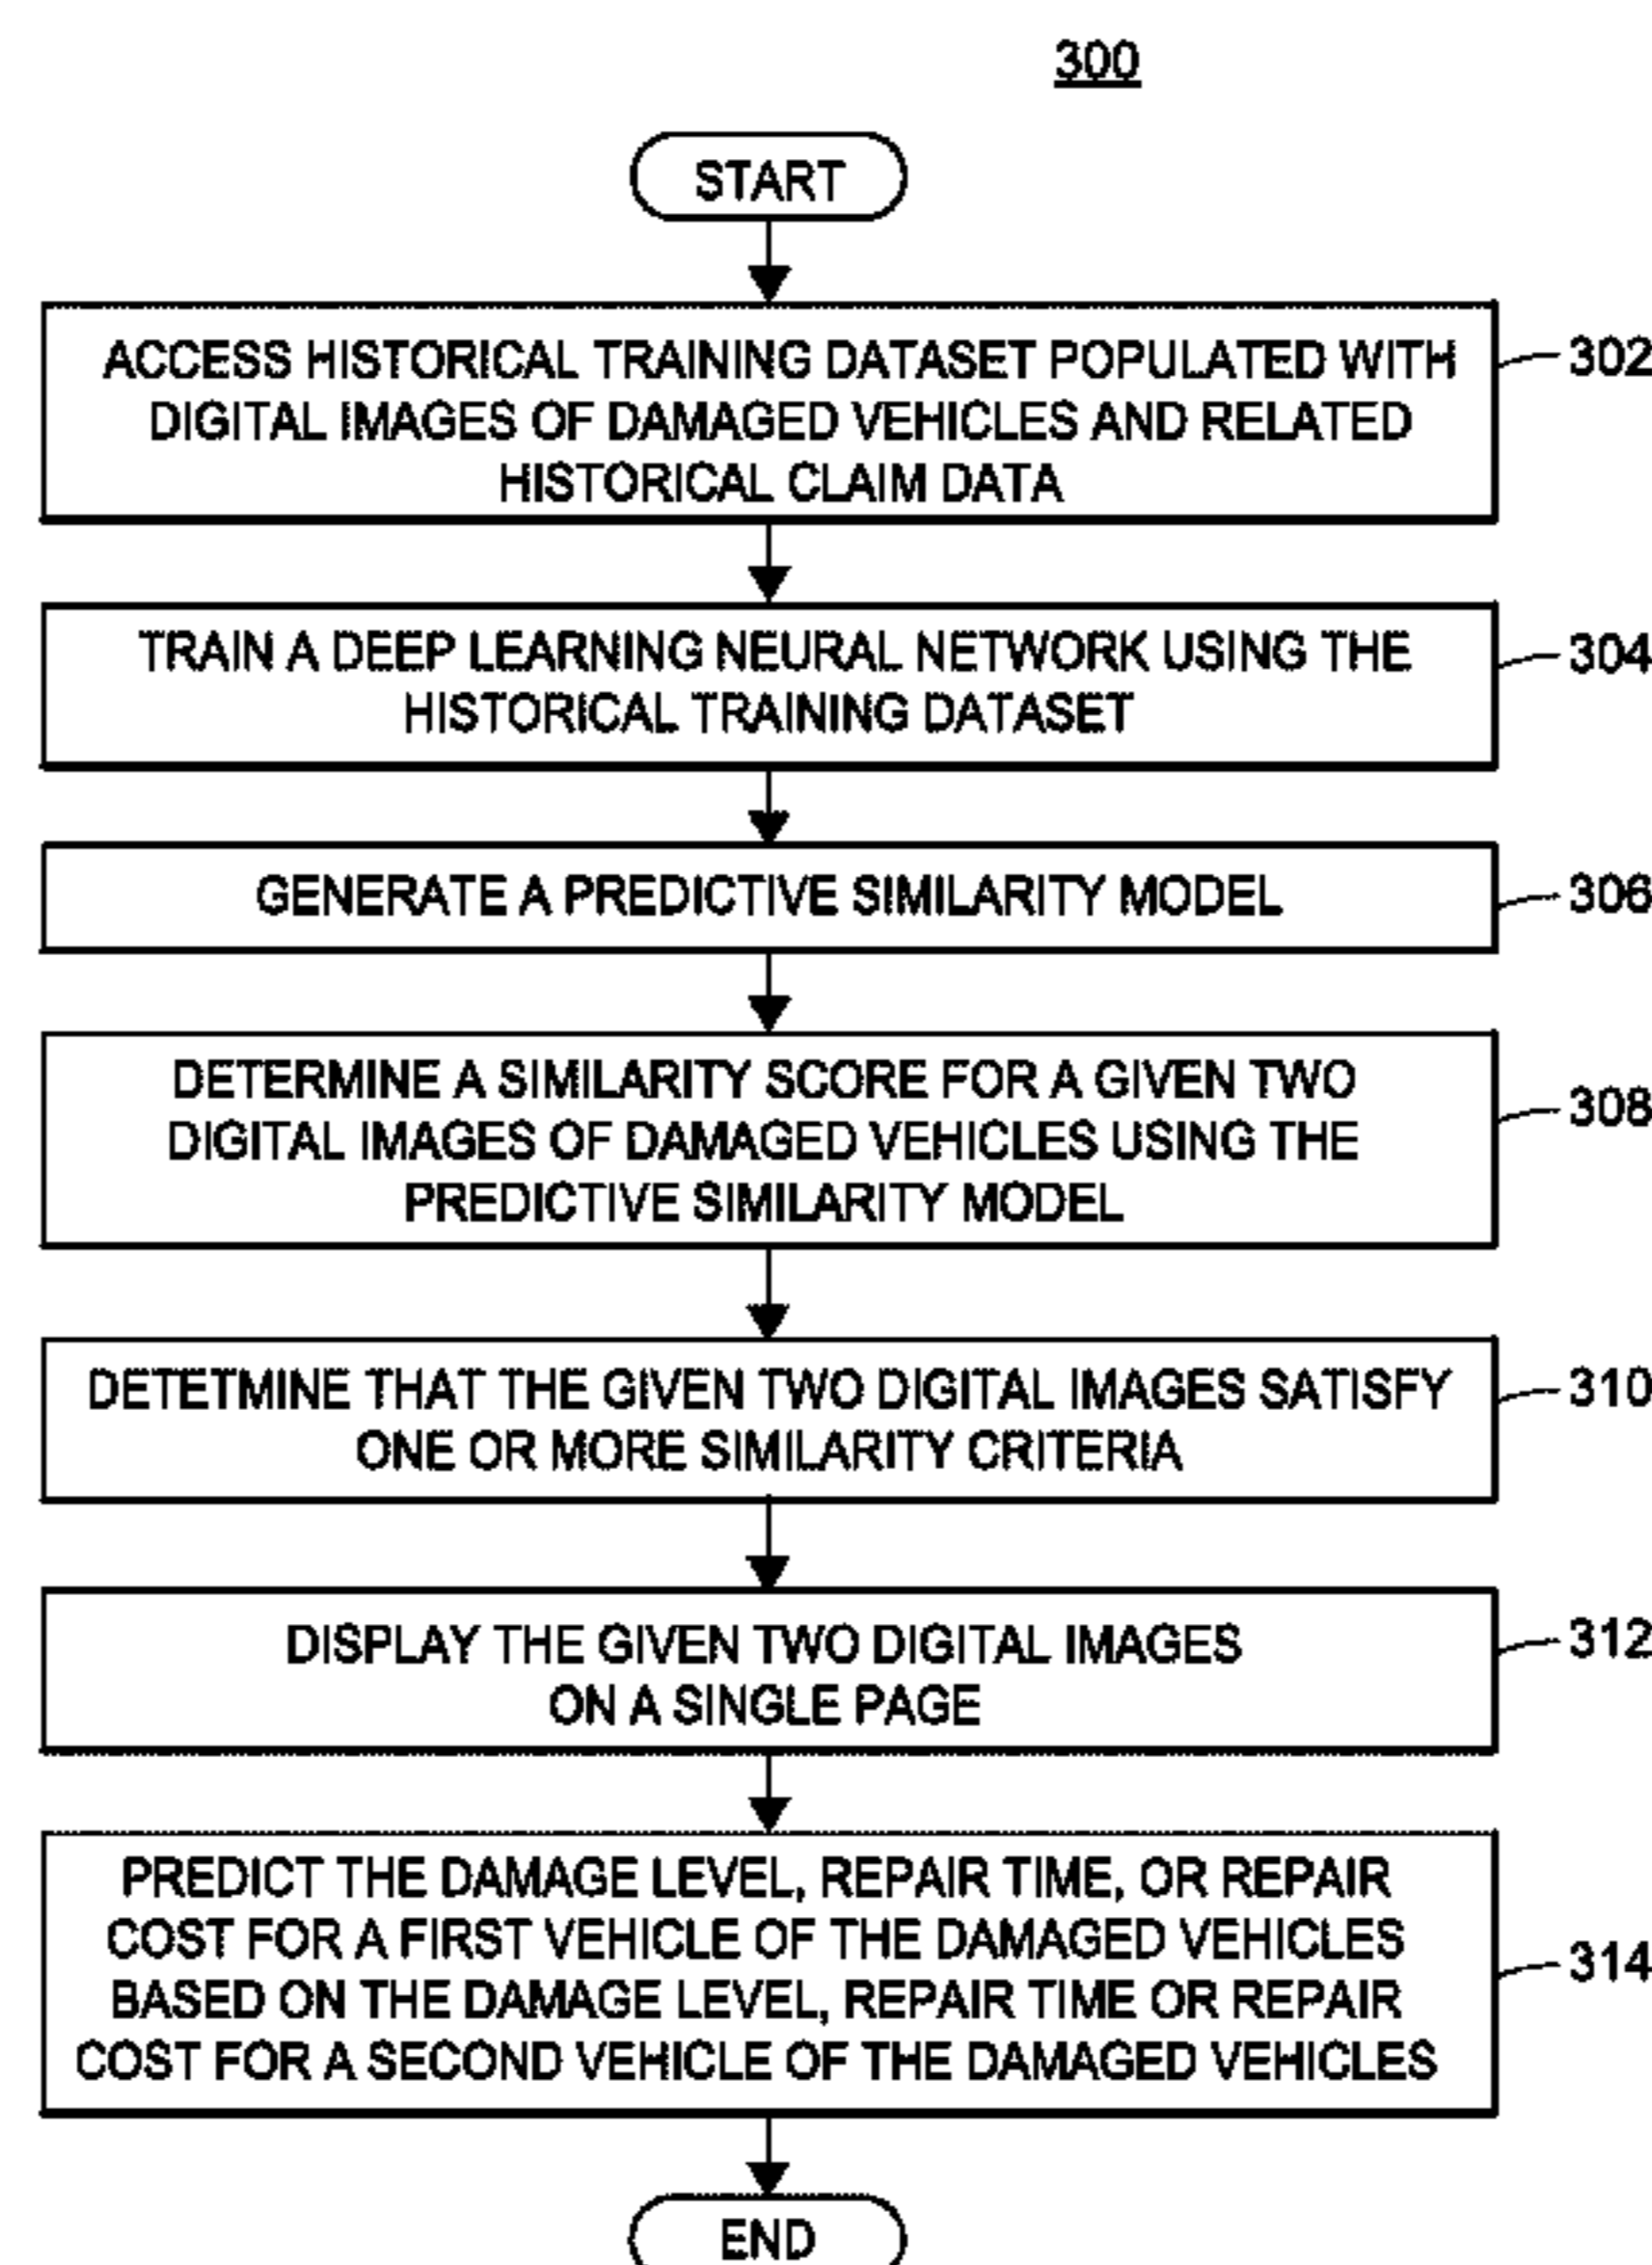 300
START
ACCESS HISTORICAL TRAINING DATASET POPULATED WITH
DIGITAL IMAGES OF DAMAGED VEHICLES AND RELATED
HISTORICAL CLAIM DATA
302
TRAIN A DEEP LEARNING NEURAL NETWORK USING THE
HISTORICAL TRAINING DATASET
304
GENERATE A PREDICTIVE SIMILARITY MODEL
306
DETERMINE A SIMILARITY SCORE FOR A GIVEN TWO
DIGITAL IMAGES OF DAMAGED VEHICLES USING THE
PREDICTIVE SIMILARITY MODEL
308
DETETMINE THAT THE GIVEN TWO DIGITAL IMAGES SATISFY
ONE OR MORE SIMILARITY CRITERIA
310
DISPLAY THE GIVEN TWO DIGITAL IMAGES
ON A SINGLE PAGE
312
PREDICT THE DAMAGE LEVEL, REPAIR TIME, OR REPAIR
COST FOR A FIRST VEHICLE OF THE DAMAGED VEHICLES
BASED ON THE DAMAGE LEVEL, REPAIR TIME OR REPAIR
COST FOR A SECOND VEHICLE OF THE DAMAGED VEHICLES
314
END